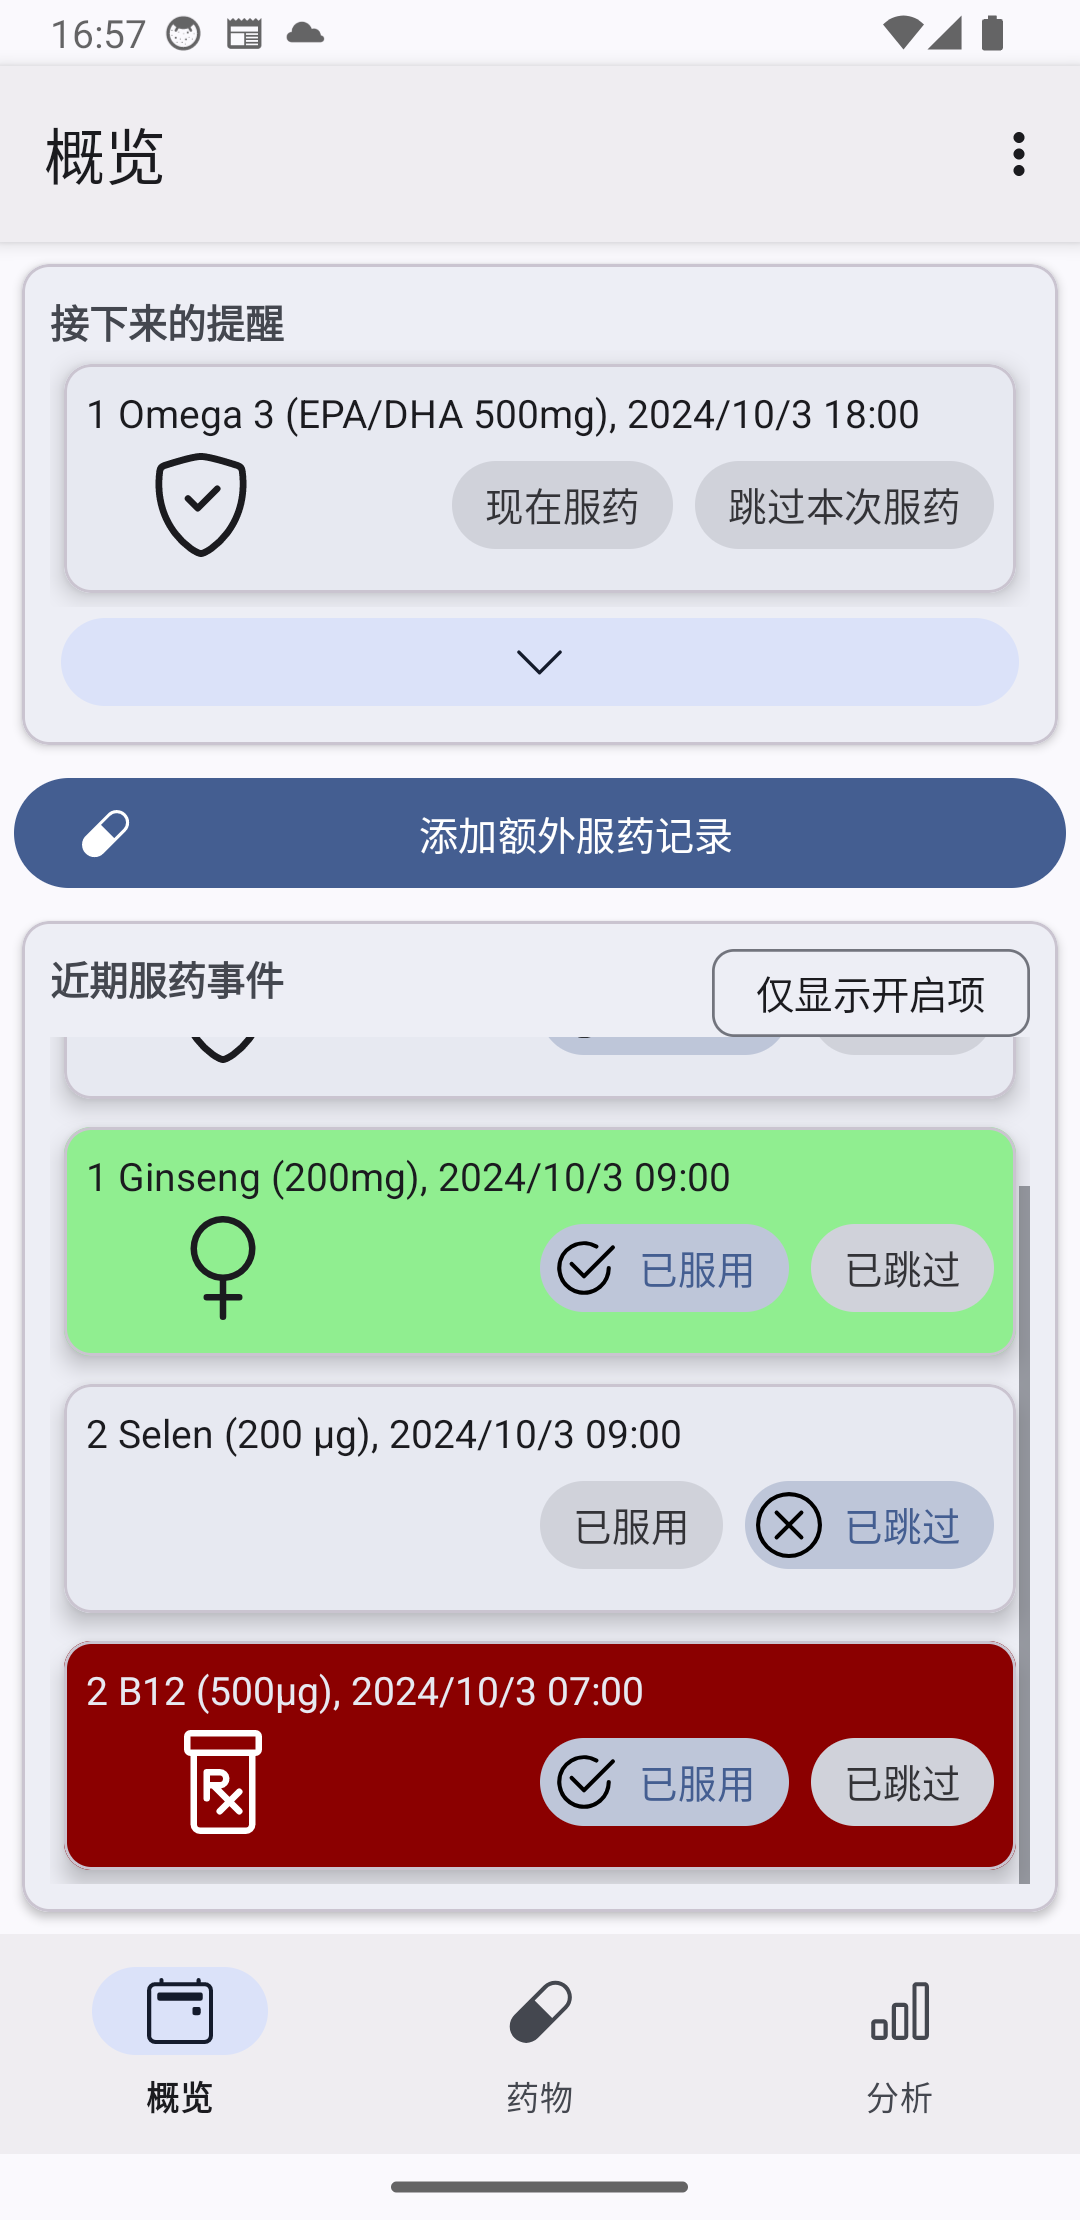 16:57
概览
接下来的提醒
1 Omega 3 (EPA/DHA 500mg), 2024/10/3 18:00
现在服药
跳过本次服药
添加额外服药记录
近期服药事件
仅显示开启项
1 Ginseng (200mg), 2024/10/3 09:00
已服用
已跳过
2 Selen (200 µg), 2024/10/3 09:00
已服用
已跳过
2 B12 (500µg), 2024/10/3 07:00
已服用
已跳过
概览
药物
分析